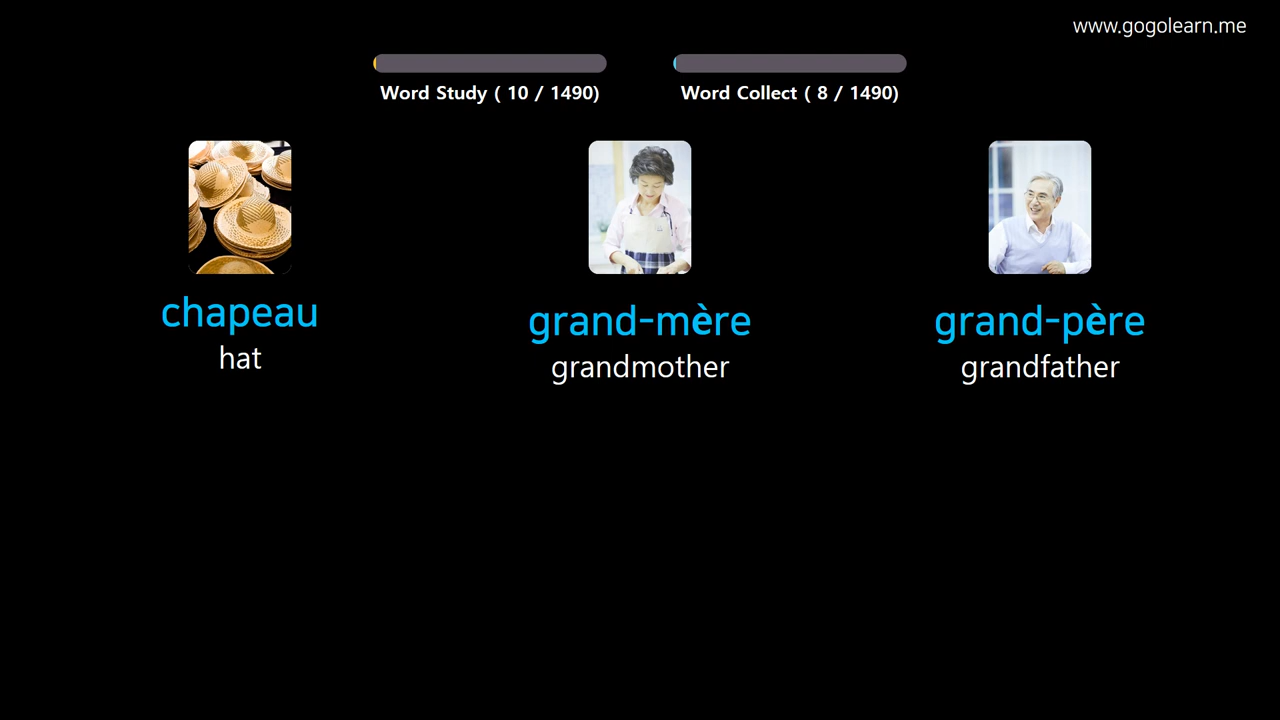 www.gogolearn.me
Word Study ( 10 / 1490)
Word Collect ( 8 / 1490)
chapeau
hat
grand-mère
grandmother
grand-père
grandfather